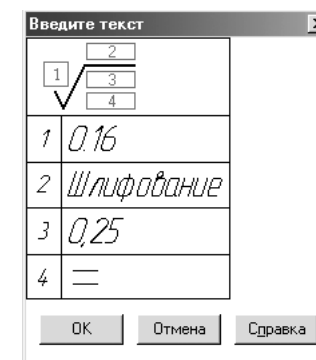 Введите текст
2
1
3
4
1 0.16
2 Шлифование
3 0,25
4 =
OK Отмена Справка